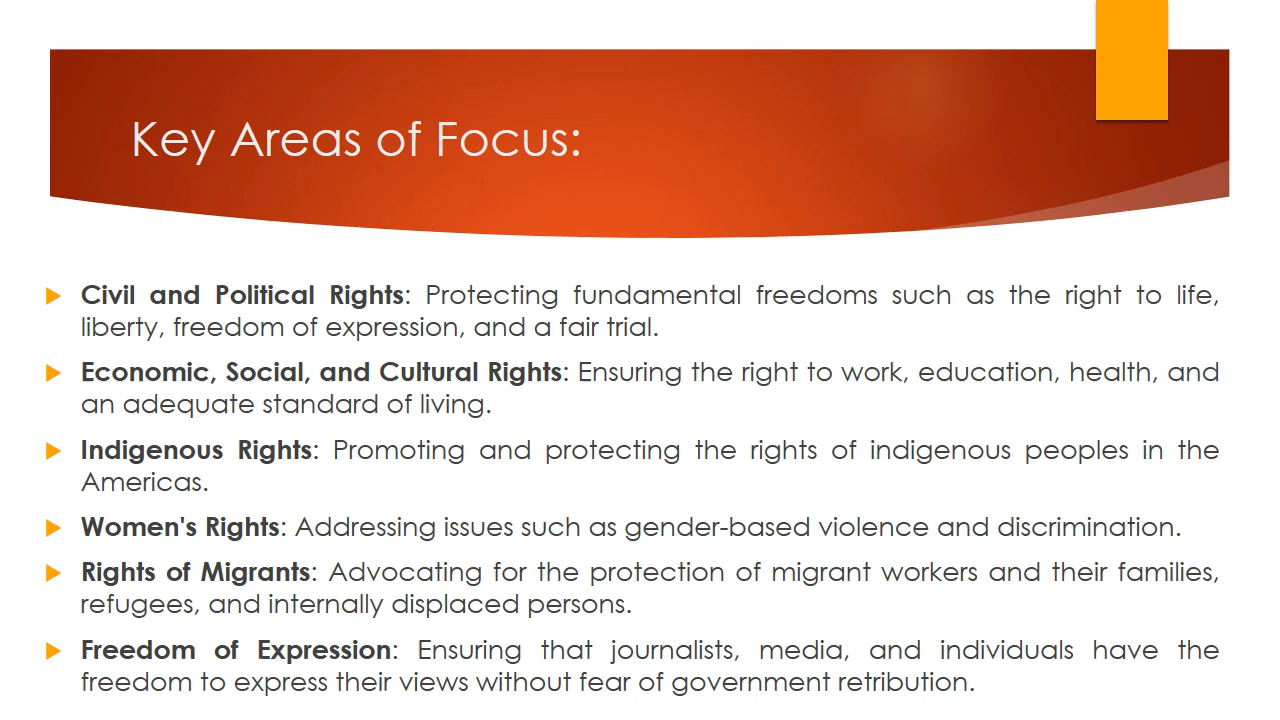 Key Areas of Focus:
Civil and Political Rights: Protecting fundamental freedoms such as the right to life,
liberty, freedom of expression, and a fair trial.
Economic, Social, and Cultural Rights: Ensuring the right to work, education, health, and
an adequate standard of living.
Indigenous Rights: Promoting and protecting the rights of indigenous peoples in the
Americas.
Women's Rights: Addressing issues such as gender-based violence and discrimination.
Rights of Migrants: Advocating for the protection of migrant workers and their families,
refugees, and internally displaced persons.
Freedom of Expression: Ensuring that journalists, media, and individuals have the
freedom to express their views without fear of government retribution.